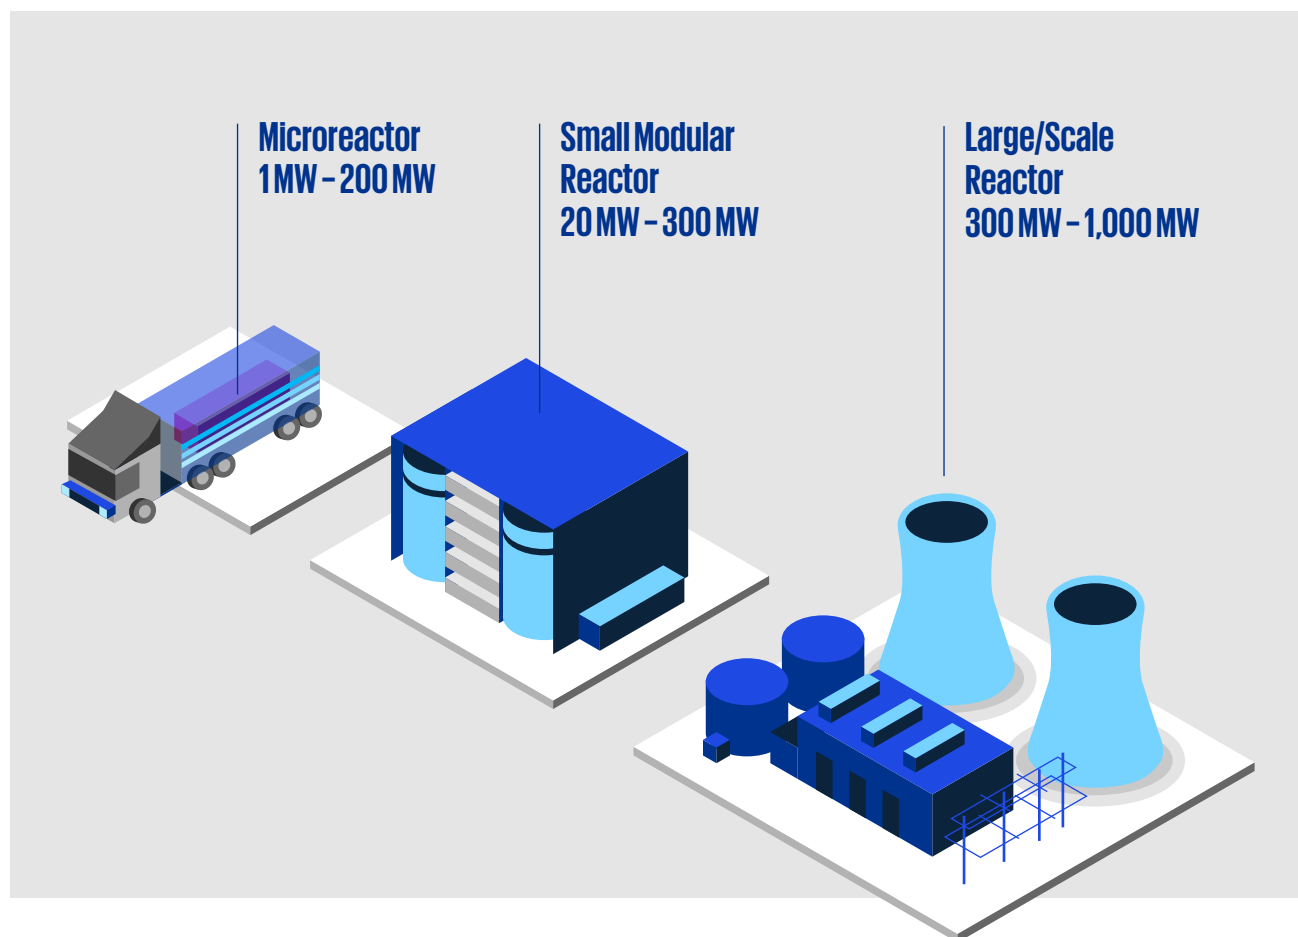 Microreactor
1 MW – 200 MW
Small Modular
Reactor
20 MW – 300 MW
Large/Scale
Reactor
300 MW – 1,000 MW